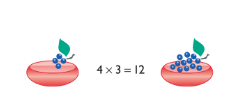 4 × 3 = 12